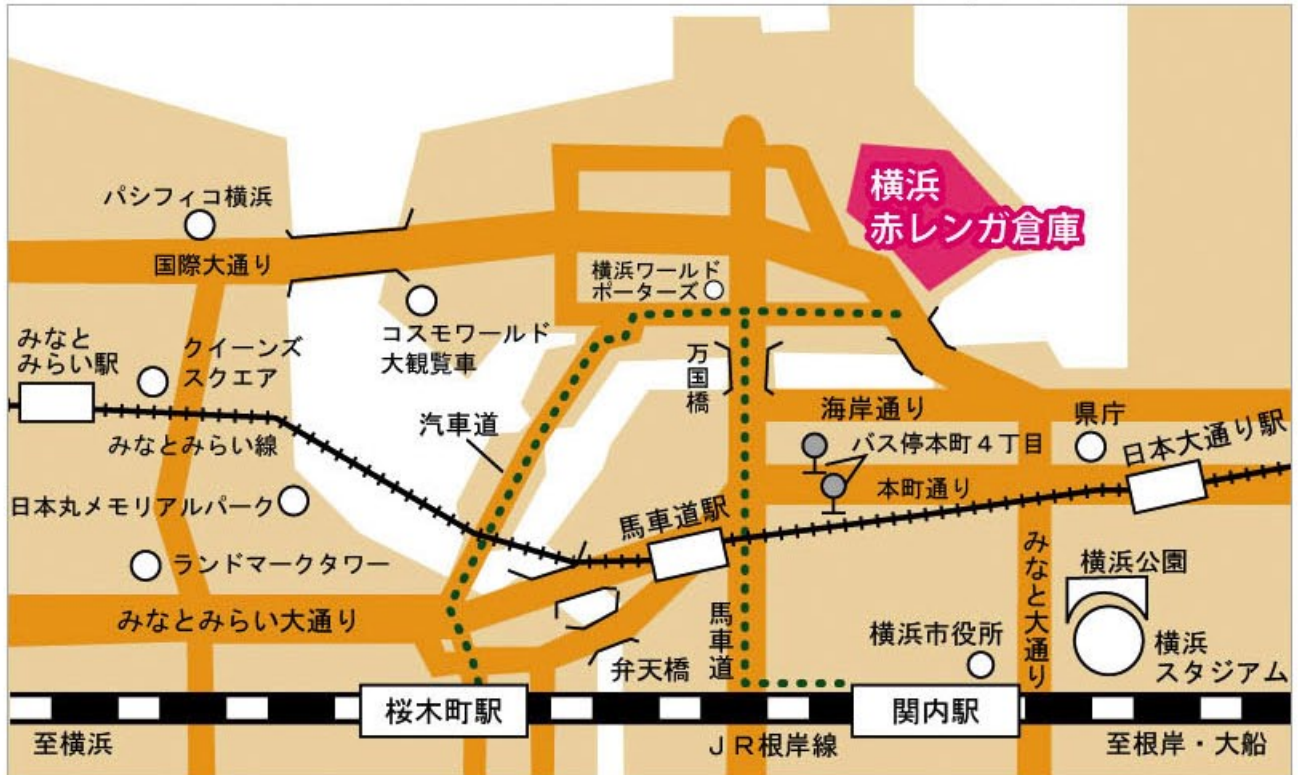 横浜
赤レンガ倉庫
パシフィコ横浜
国際大通り
横浜ワールド
ポーターズ
コスモワールド
大観覧車
みなと
みらい駅
クイーンズ
スクエア
万国橋
みなとみらい線
汽車道
海岸通り
県庁
バス停本町4丁目
日本大通り駅
日本丸メモリアルパーク
本町通り
馬車道駅
ランドマークタワー
みなと大通り
横浜公園
みなとみらい大通り
馬車道
横浜市役所
横浜
スタジアム
弁天橋
桜木町駅
関内駅
至横浜
JR根岸線
至根岸・大船